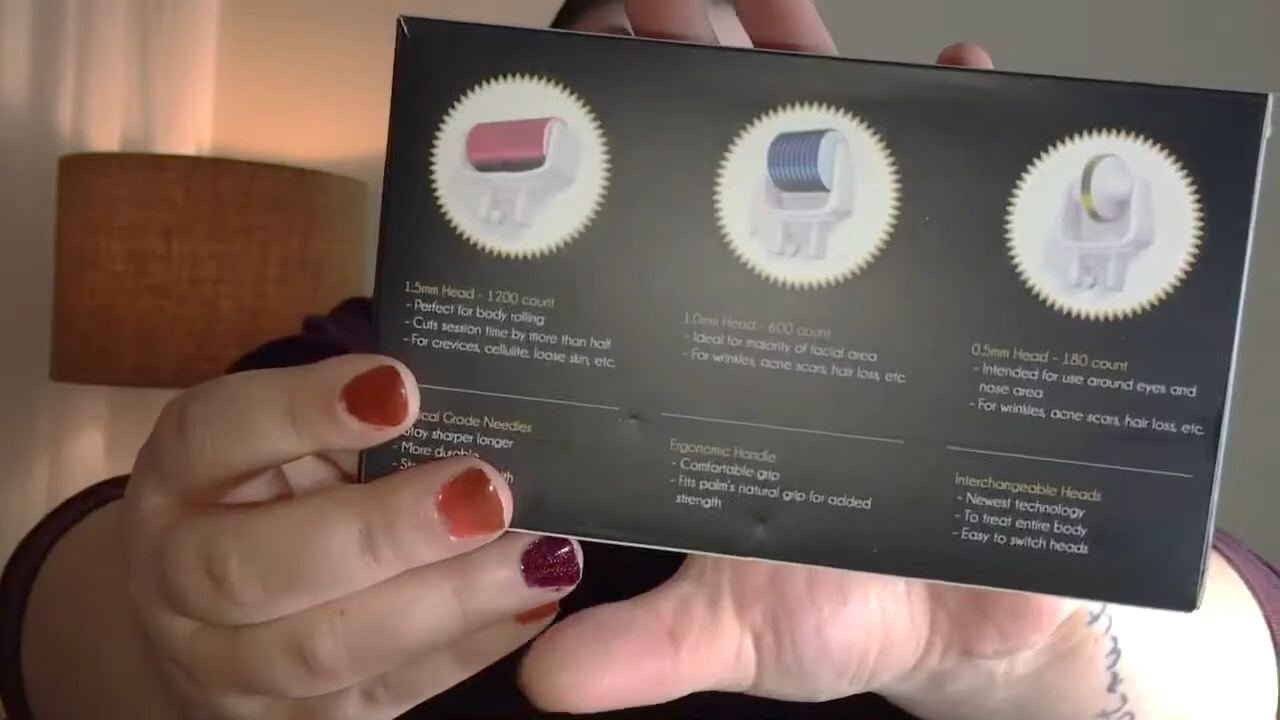 1.5mm Head - 1200 count
- Perfect for body rolling
- Cuts session time by more than half
- For crevices, cellulite, loose skin, etc.
1.0mm Head - 600 count
- Ideal for majority of facial area
- For wrinkles, acne scars, hair loss, etc.
0.5mm Head - 180 count
- Intended for use around eyes and
nose area
- For wrinkles, acne scars, hair loss, etc.
Grade Needles
- Stay sharper longer
- More durable
Ergonomic Handle
- Comfortable grip
- Fits palm's natural grip for added
strength
Interchangeable Heads
- Newest technology
- To treat entire body
- Easy to switch heads